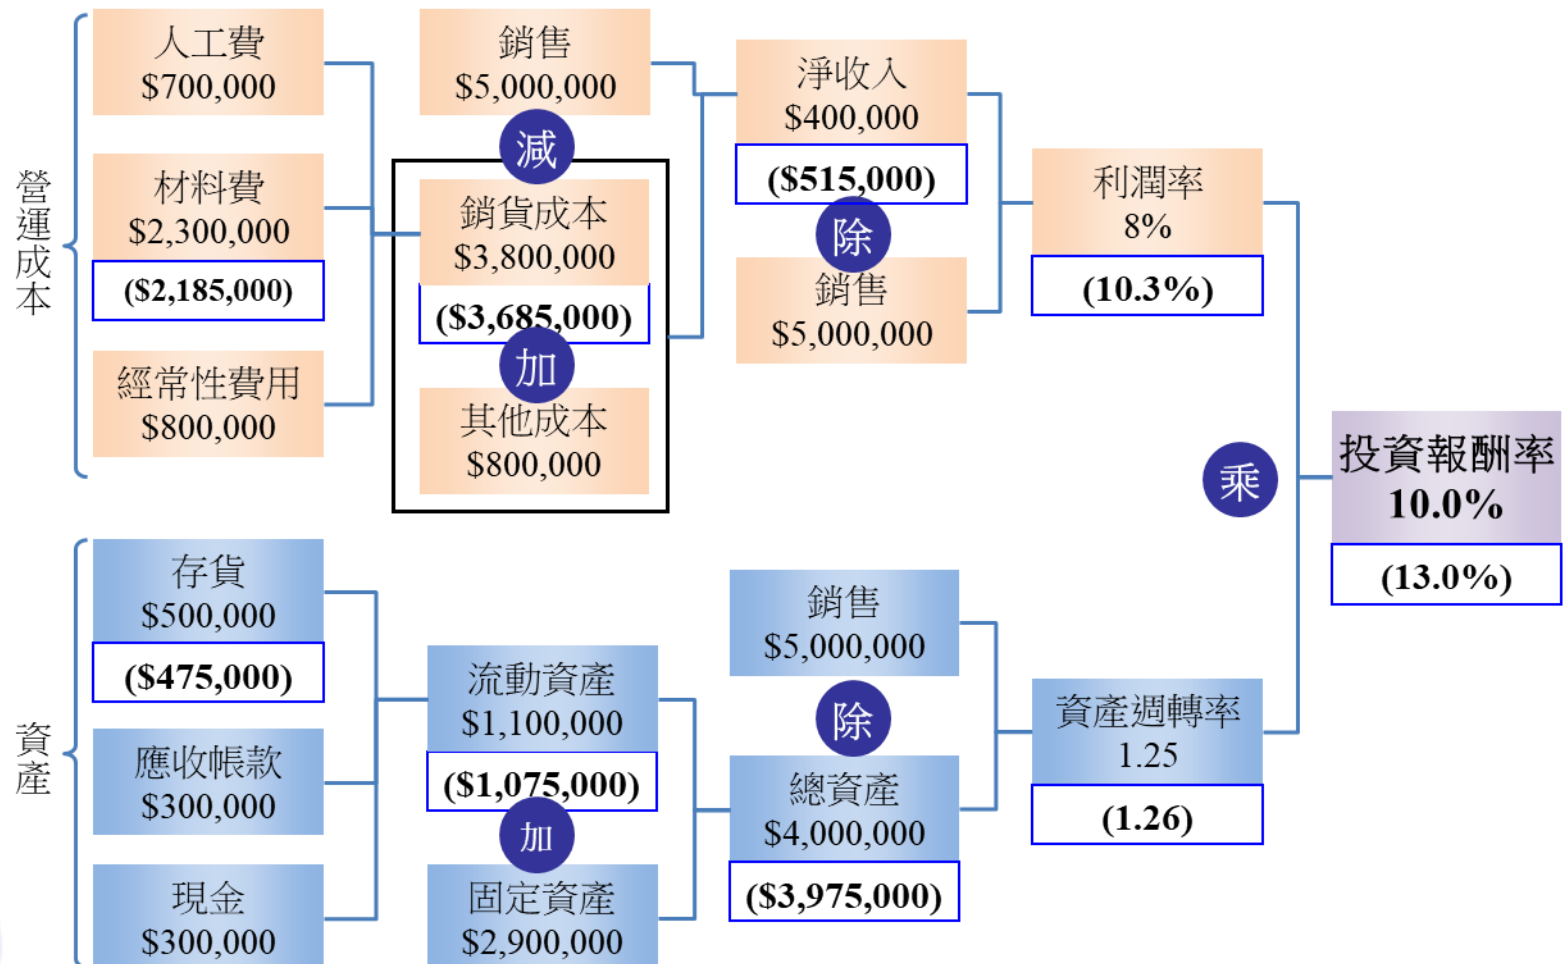 營運成本
人工費
$700,000
材料費
$2,300,000
($2,185,000)
經常性費用
$800,000
銷售
$5,000,000
減
銷貨成本
$3,800,000
($3,685,000)
加
其他成本
$800,000
淨收入
$400,000
($515,000)
除
銷售
$5,000,000
利潤率
8%
(10.3%)
乘
投資報酬率
10.0%
(13.0%)
資產
存貨
$500,000
($475,000)
應收帳款
$300,000
現金
$300,000
流動資產
$1,100,000
($1,075,000)
加
固定資產
$2,900,000
銷售
$5,000,000
除
總資產
$4,000,000
($3,975,000)
資產週轉率
1.25
(1.26)